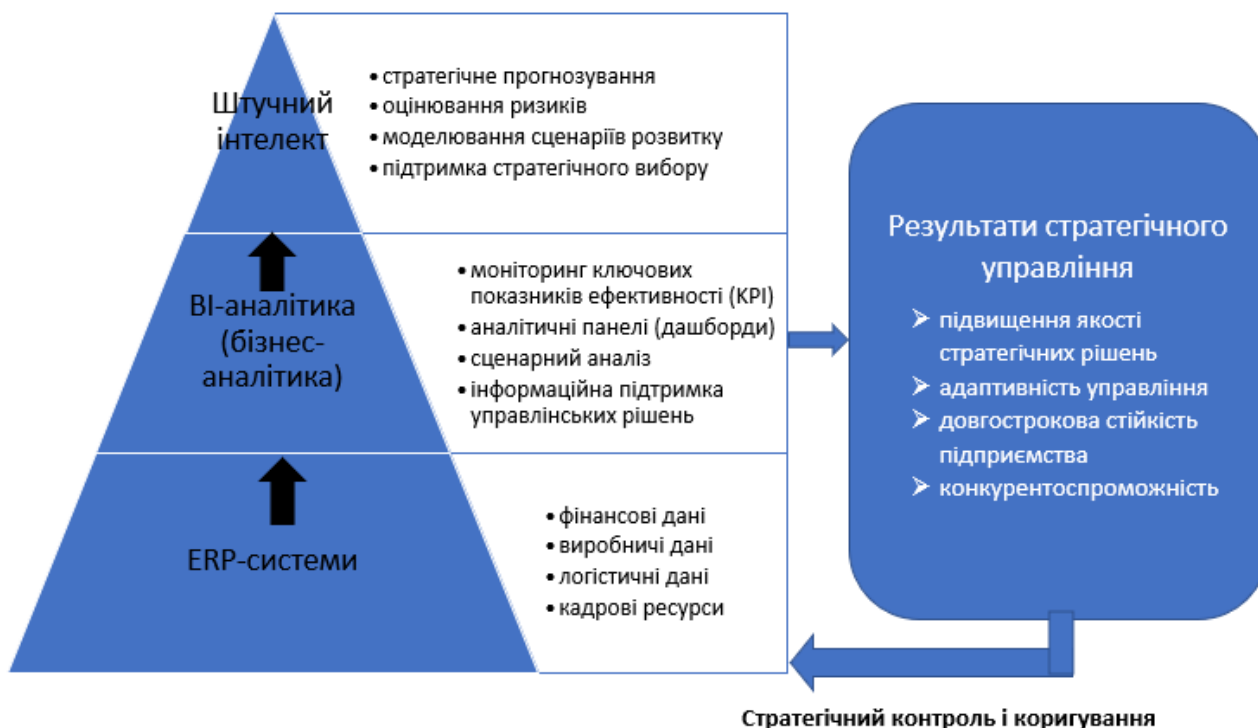 Штучний
інтелект
• стратегічне прогнозування
• оцінювання ризиків
• моделювання сценаріїв розвитку
• підтримка стратегічного вибору
BI-аналітика
(бізнес-
аналітика)
• моніторинг ключових
показників ефективності (KPI)
• аналітичні панелі (дашборди)
• сценарний аналіз
• інформаційна підтримка
управлінських рішень
ERP-системи
• фінансові дані
• виробничі дані
• логістичні дані
• кадрові ресурси
Результати стратегічного
управління
➢ підвищення якості
стратегічних рішень
➢ адаптивність управління
➢ довгострокова стійкість
підприємства
➢ конкурентоспроможність
Стратегічний контроль і коригування